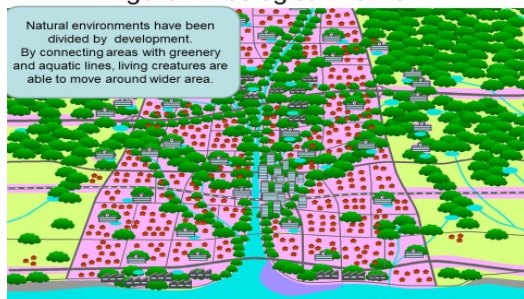 Natural environments have been
divided by development.
By connecting areas with greenery
and aquatic lines, living creatures are
able to move around wider area.